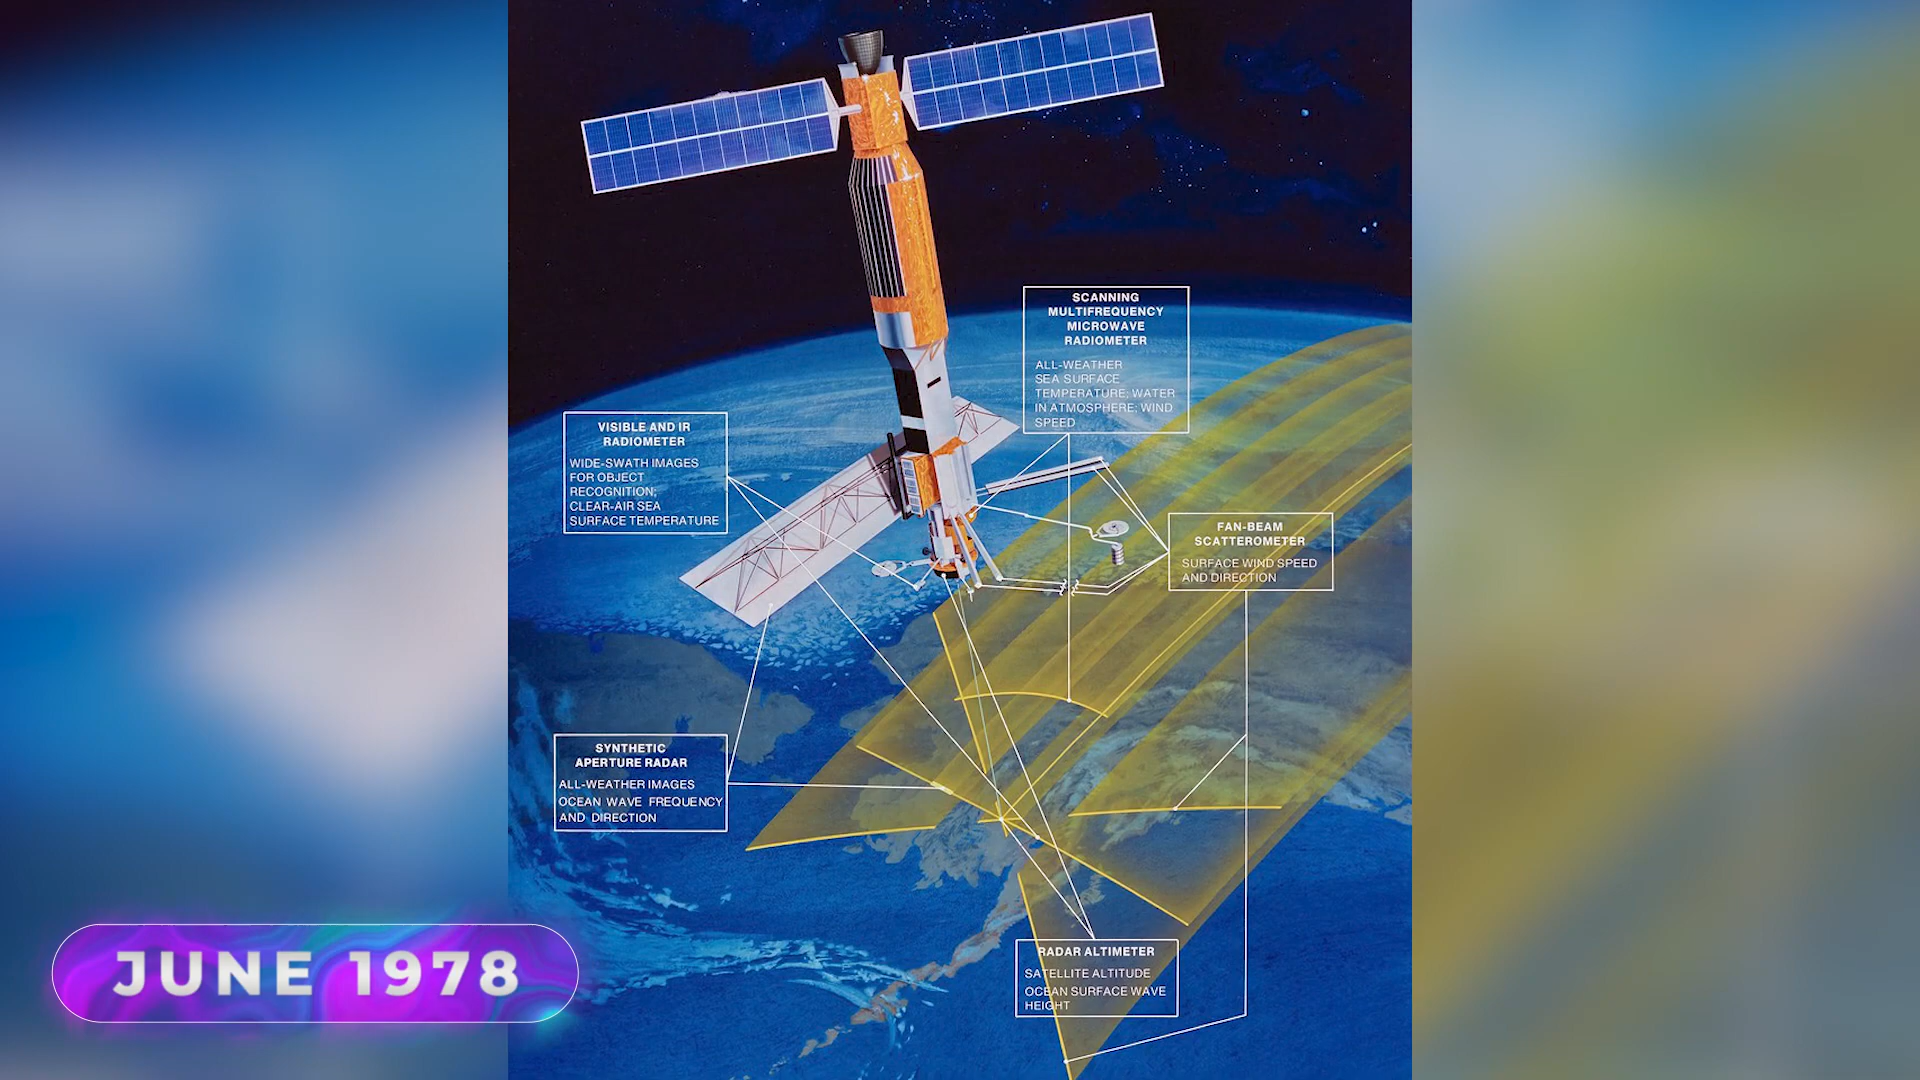 SCANNING
MULTIFREQUENCY
MICROWAVE
RADIOMETER
ALL-WEATHER
SEA SURFACE
TEMPERATURE; WATER
IN ATMOSPHERE; WIND
SPEED
VISIBLE AND IR
RADIOMETER
WIDE-SWATH IMAGES
FOR OBJECT
RECOGNITION;
CLEAR-AIR SEA
SURFACE TEMPERATURE
FAN-BEAM
SCATTEROMETER
SURFACE WIND SPEED
AND DIRECTION
SYNTHETIC
APERTURE RADAR
ALL-WEATHER IMAGES
OCEAN WAVE FREQUENCY
AND DIRECTION
RADAR ALTIMETER
SATELLITE ALTITUDE
OCEAN SURFACE WAVE
HEIGHT
JUNE 1978